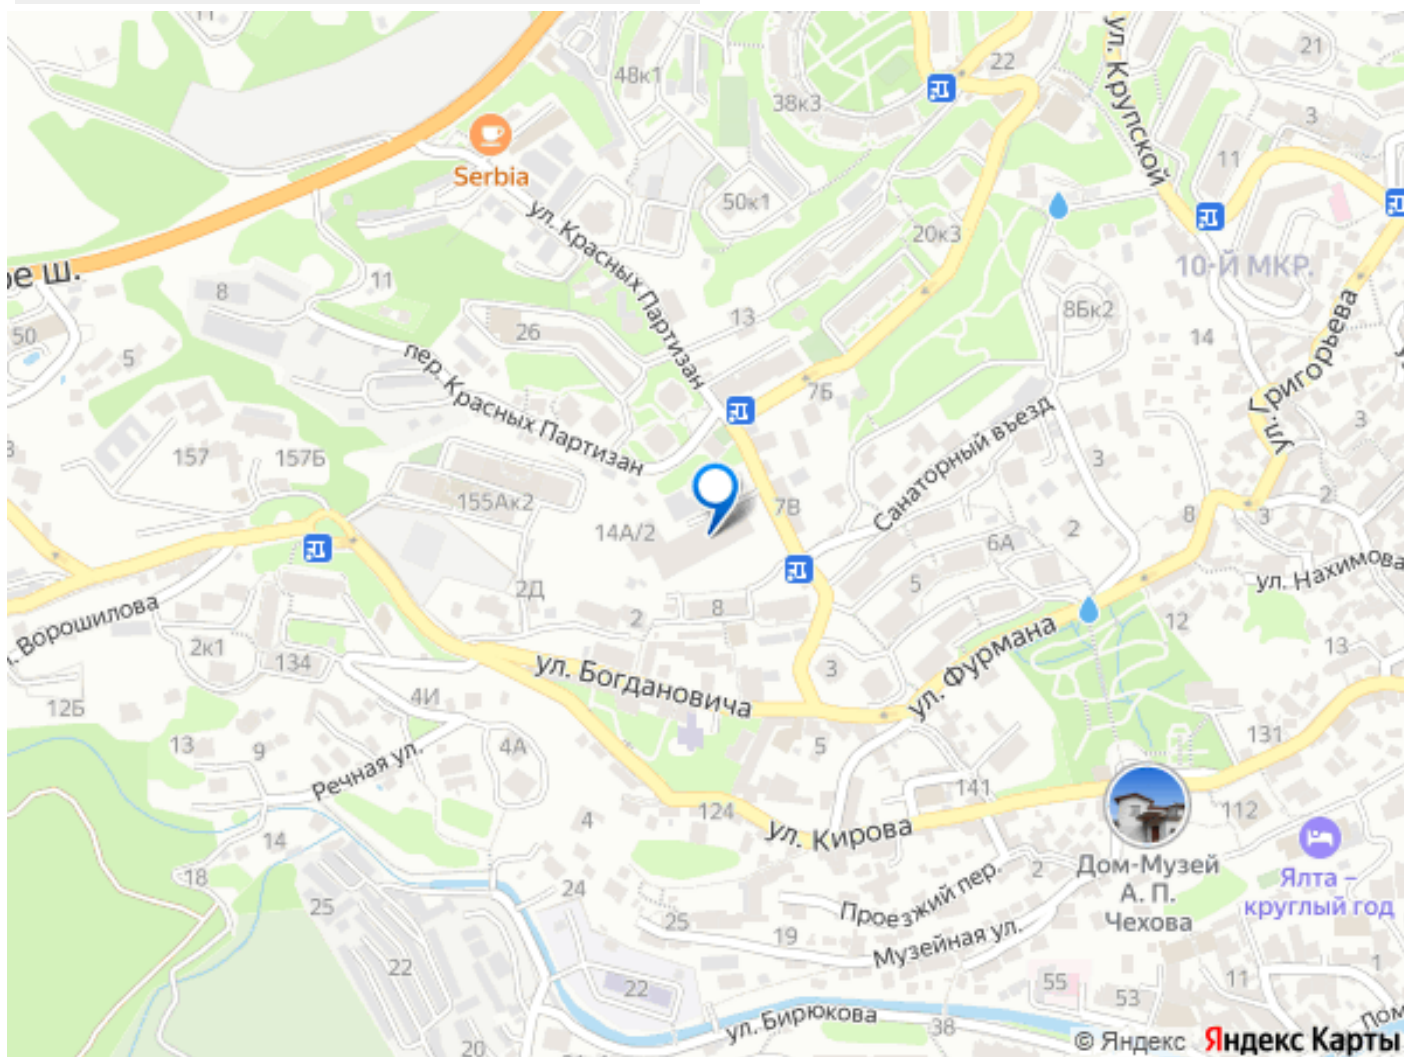 11
48к1
38к3
22
ул. Крупской
21
3
11
Serbia
50к1
ул. Красных Партизан
20к3
10-Й МКР.
ое ш.
8
11
50
5
26
13
8Бк2
14
ул. Григорьева
пер. Красных Партизан
7Б
3
157
157Б
155Ак2
14А/2
7В
Санаторный въезд
3
2
8
3
2
6А
5
ул. Нахимова
2Д
2
8
Ворошилова
2к1
134
ул. Богдановича
3
ул. Фурмана
12
13
12Б
4И
13
9
Речная ул.
4А
5
131
141
124
ул. Кирова
112
14
4
2
Дом-Музей
А. П.
Чехова
Ялта –
круглый год
18
25
24
25
19
Проезжий пер.
Музейная ул.
22
22
55
53
11
1
ул. Бирюкова
38
20
51
© Яндекс Яндекс Карты